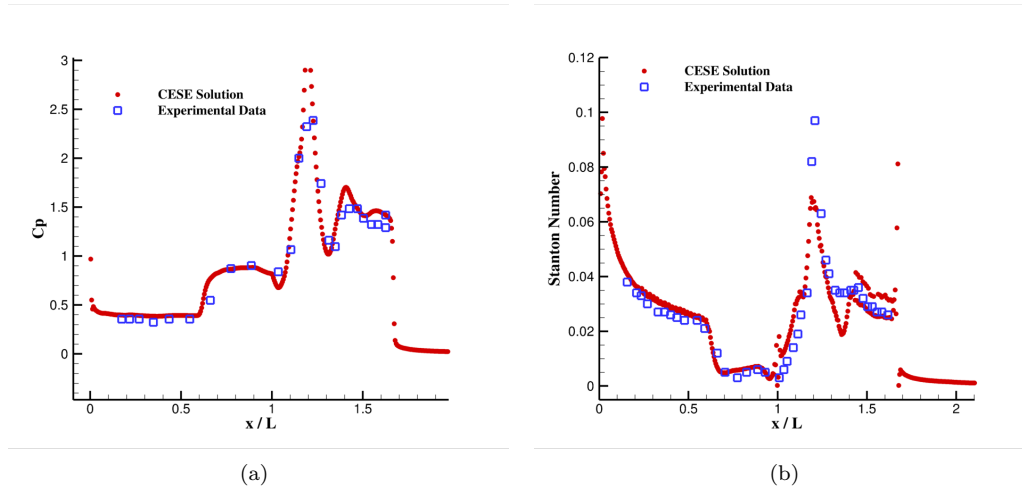 3
2.5
2
1.5
1
0.5
0
Cp
CESE Solution
Experimental Data
0
0.5
1
1.5
x / L
(a)
0.12
0.1
0.08
0.06
0.04
0.02
0
Stanton Number
CESE Solution
Experimental Data
0
0.5
1
1.5
2
x / L
(b)